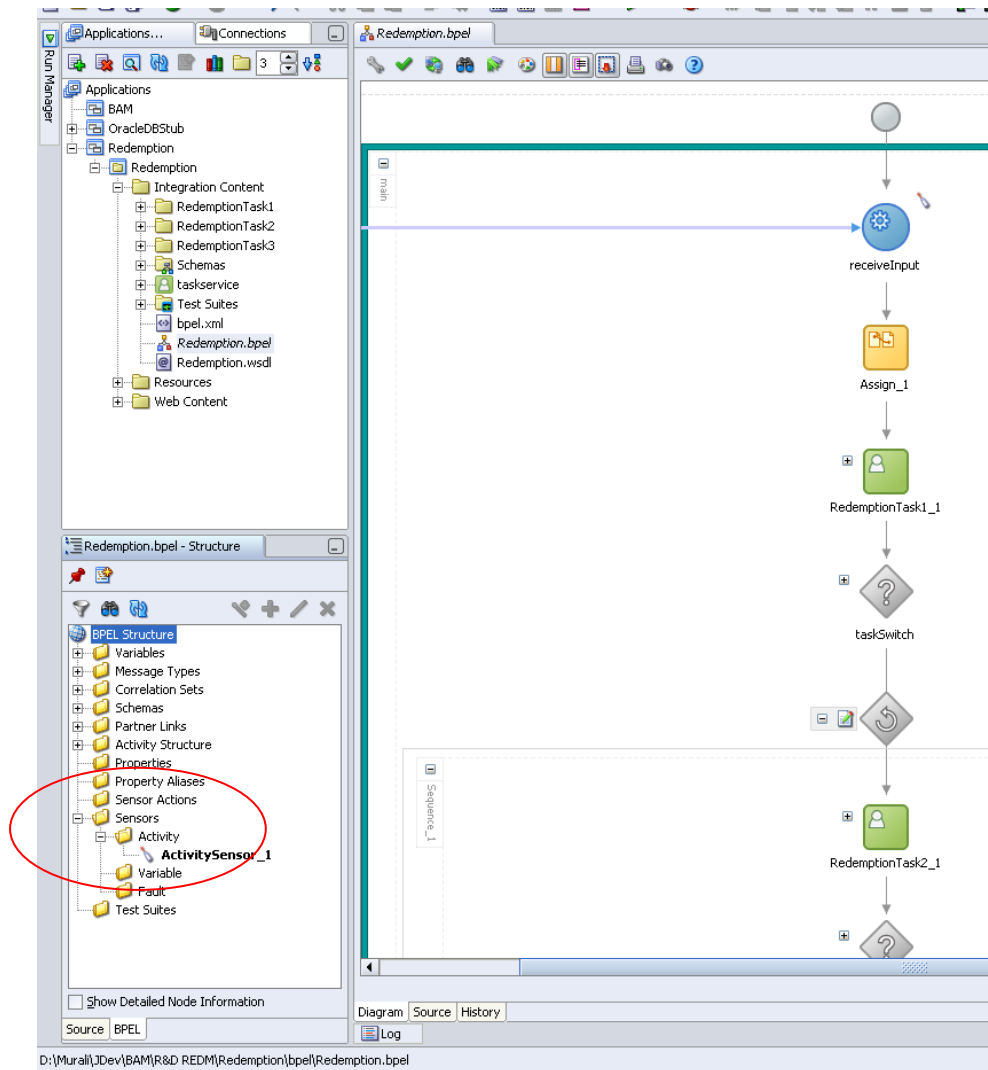 Applications...
Connections
Redemption.bpel
Run Manager
3
Applications
BAM
OracleDBStub
Redemption
Redemption
Integration Content
RedemptionTask1
RedemptionTask2
RedemptionTask3
Schemas
taskservice
Test Suites
bpel.xml
Redemption.bpel
Redemption.wsdl
Resources
Web Content
main
receiveInput
Assign_1
RedemptionTask1_1
taskSwitch
Sequence_1
RedemptionTask2_1
Redemption.bpel - Structure
BPEL Structure
Variables
Message Types
Correlation Sets
Schemas
Partner Links
Activity Structure
Properties
Property Aliases
Sensor Actions
Sensors
Activity
ActivitySensor_1
Variable
Fault
Test Suites
Show Detailed Node Information
Source BPEL
Diagram Source History
Log
D:\Murali\JDev\BAM\R&D REDM\Redemption\bpel\Redemption.bpel